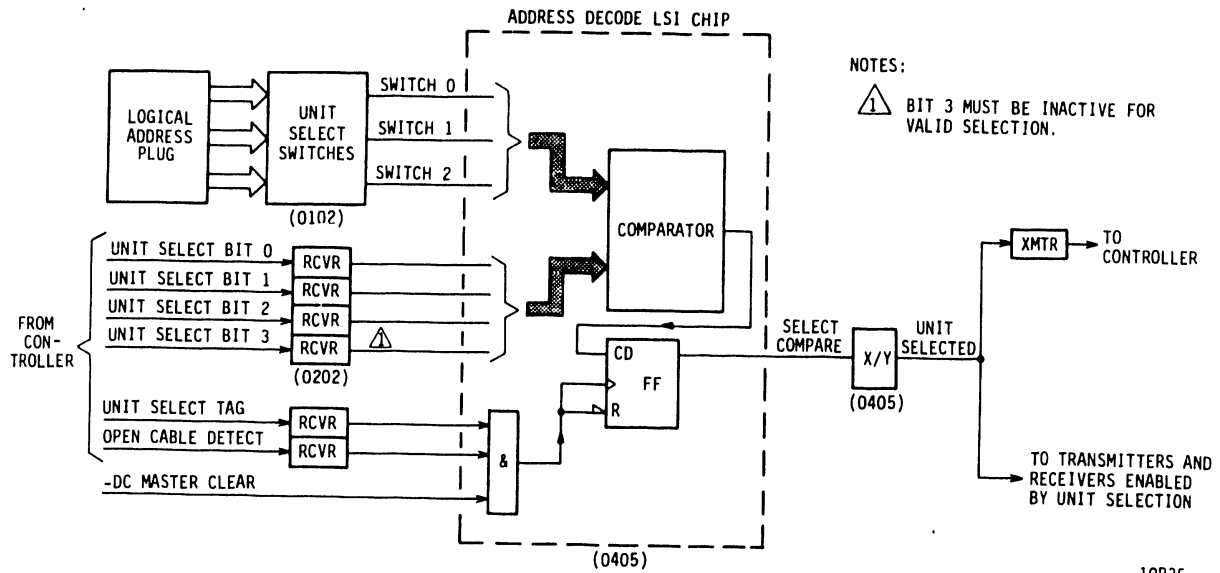 ADDRESS DECODE LSI CHIP
NOTES:
1 BIT 3 MUST BE INACTIVE FOR
VALID SELECTION.
LOGICAL
ADDRESS
PLUG
UNIT
SELECT
SWITCHES
(0102)
SWITCH 0
SWITCH 1
SWITCH 2
COMPARATOR
FROM
CON-
TROLLER
UNIT SELECT BIT 0
RCVR
UNIT SELECT BIT 1
RCVR
UNIT SELECT BIT 2
RCVR
UNIT SELECT BIT 3
RCVR
1
(0202)
UNIT SELECT TAG
RCVR
OPEN CABLE DETECT
RCVR
-DC MASTER CLEAR
&
CD
FF
R
SELECT
COMPARE
X/Y
(0405)
UNIT
SELECTED
XMTR
TO
CONTROLLER
TO TRANSMITTERS AND
RECEIVERS ENABLED
BY UNIT SELECTION
(0405)